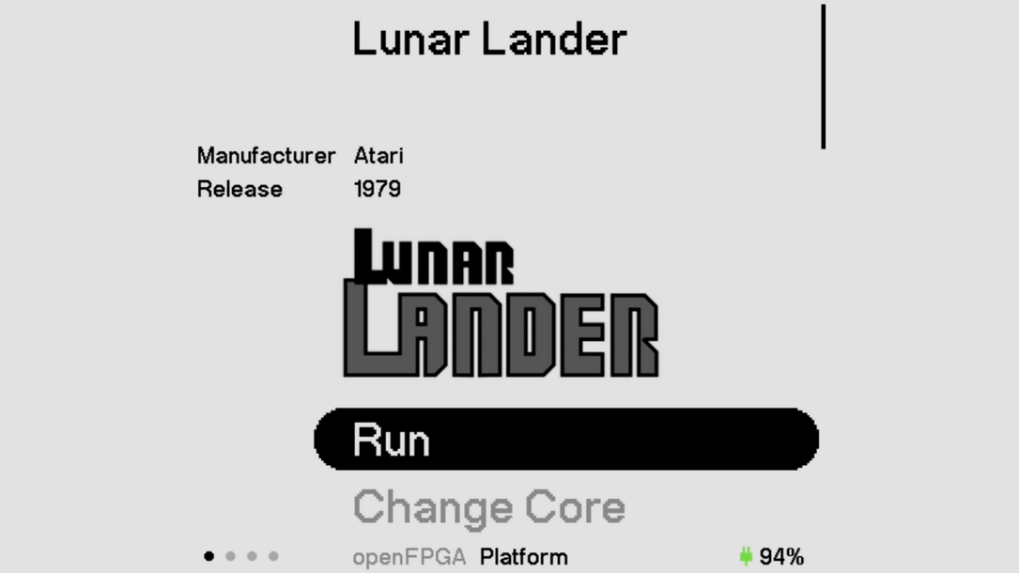 Lunar Lander
Manufacturer Atari
Release 1979
LUNAR
LANDER
Run
Change Core
openFPGA Platform 94%